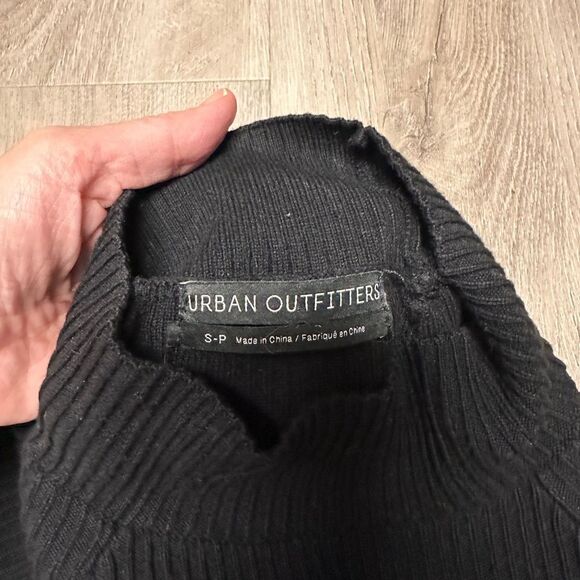 URBAN OUTFITTERS
S-P Made in China / Fabriqué en Chine